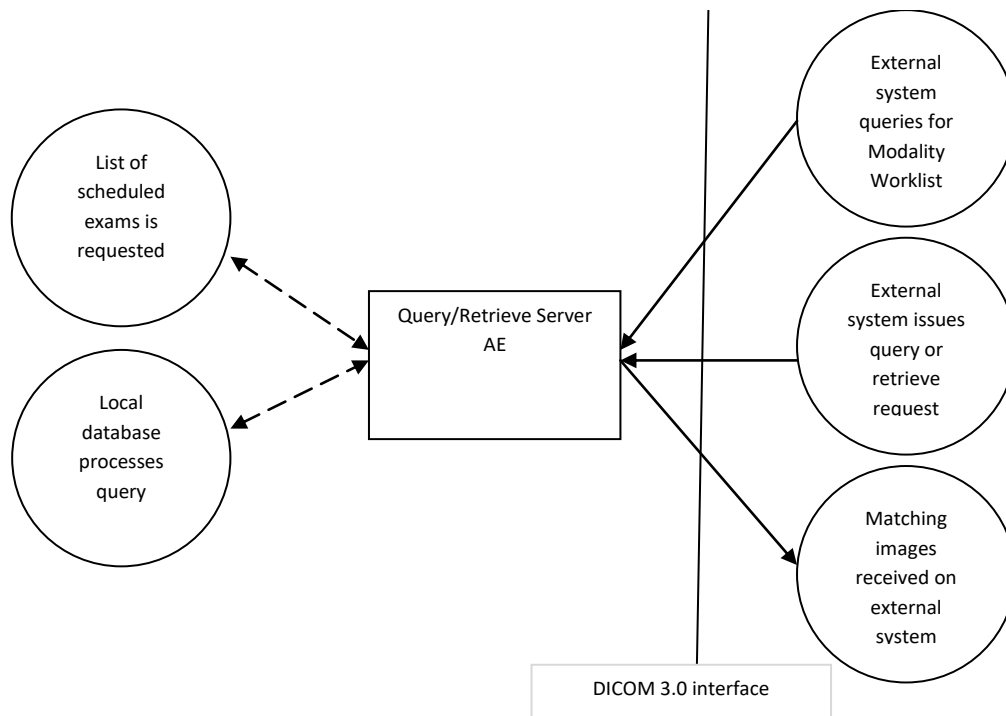 List of
scheduled
exams is
requested
Local
database
processes
query
Query/Retrieve Server
AE
External
system
queries for
Modality
Worklist
External
system issues
query or
retrieve
request
Matching
images
received on
external
system
DICOM 3.0 interface